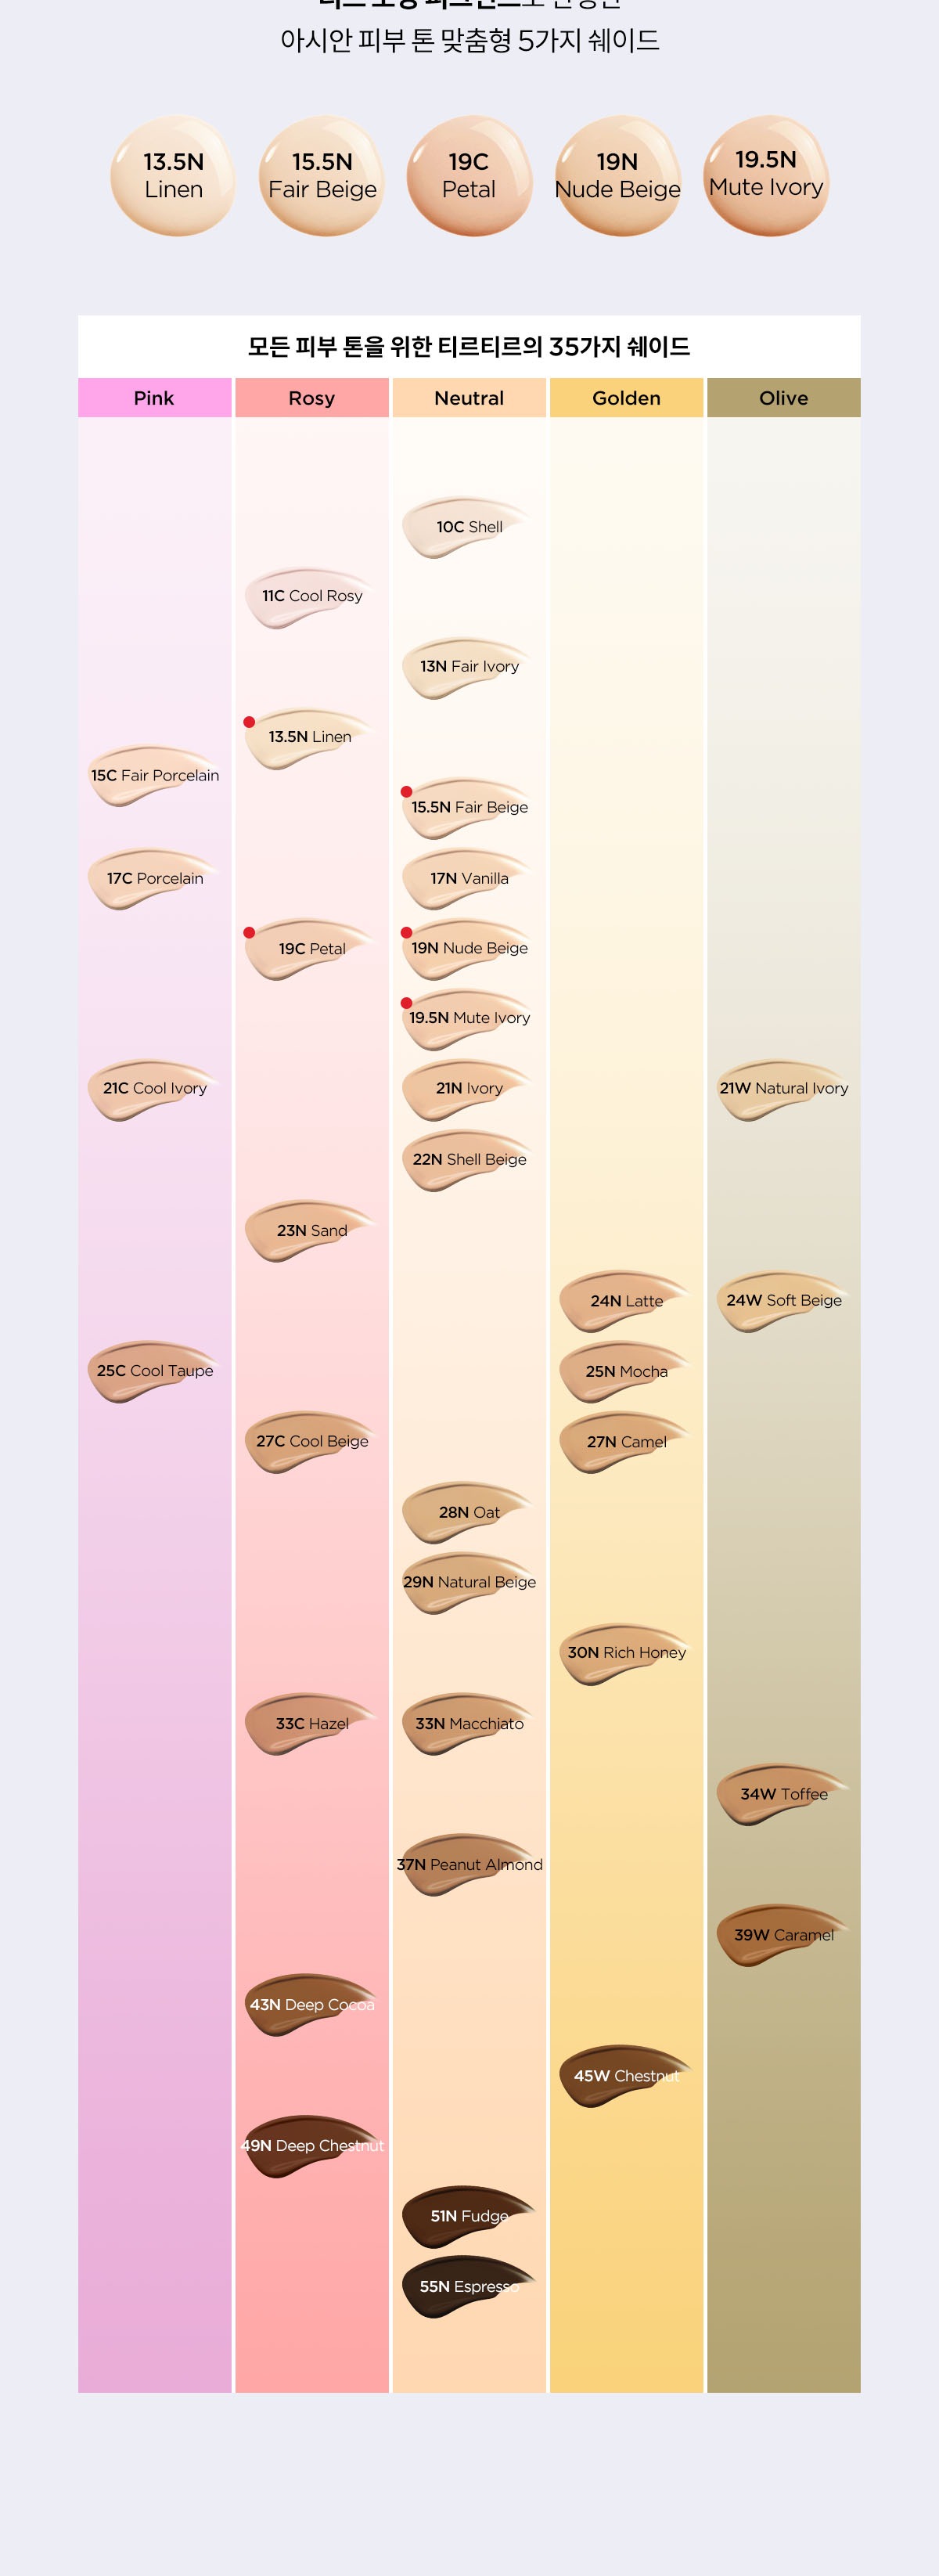 아시안 피부 톤 맞춤형 5가지 쉐이드
13.5N
Linen
15.5N
Fair Beige
19C
Petal
19N
Nude Beige
19.5N
Mute Ivory
모든 피부 톤을 위한 티르티르의 35가지 쉐이드
Pink Rosy Neutral Golden Olive
10C Shell
11C Cool Rosy
13N Fair Ivory
13.5N Linen
15C Fair Porcelain
15.5N Fair Beige
17C Porcelain
17N Vanilla
19C Petal
19N Nude Beige
19.5N Mute Ivory
21C Cool Ivory
21N Ivory
21W Natural Ivory
22N Shell Beige
23N Sand
24N Latte
24W Soft Beige
25C Cool Taupe
25N Mocha
27C Cool Beige
27N Camel
28N Oat
29N Natural Beige
30N Rich Honey
33C Hazel
33N Macchiato
34W Toffee
37N Peanut Almond
39W Caramel
43N Deep Cocoa
45W Chestnut
49N Deep Chestnut
51N Fudge
55N Espresso